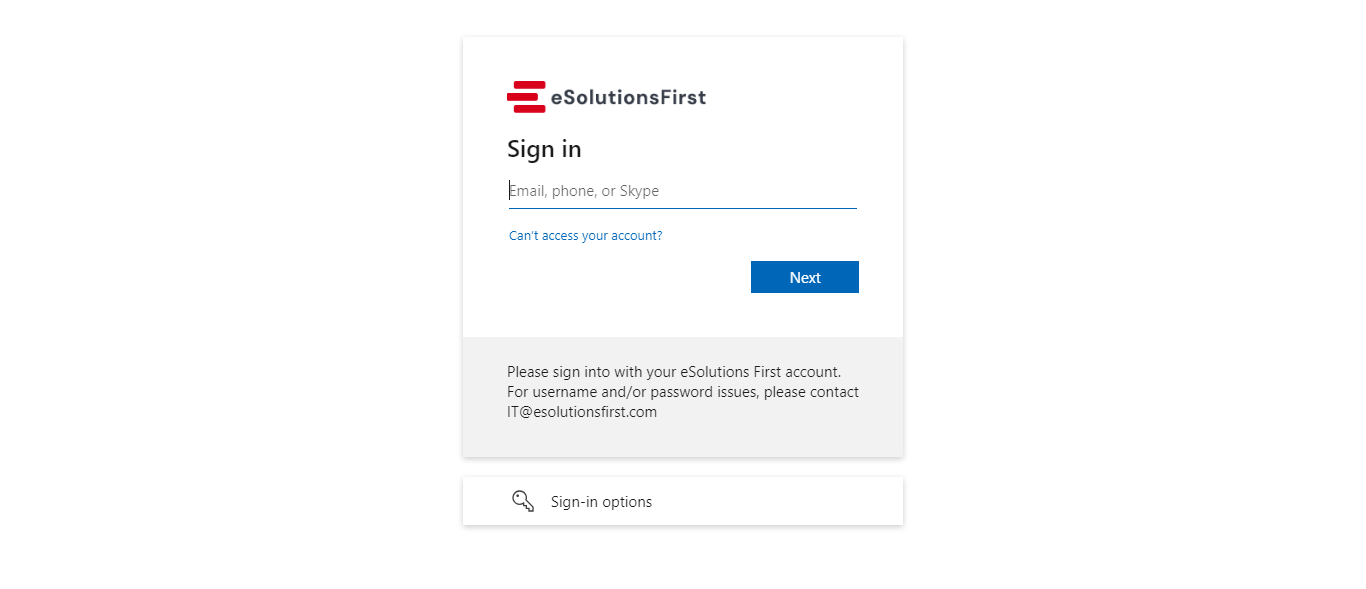 eSolutionsFirst
Sign in
Email, phone, or Skype
Can't access your account?
Next
Please sign into with your eSolutions First account.
For username and/or password issues, please contact
IT@esolutionsfirst.com
Sign-in options